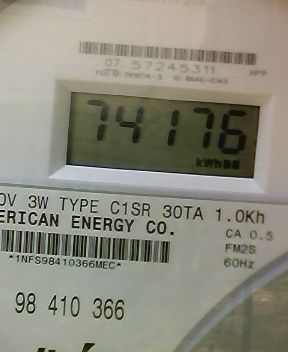 07 57245311
74176
kWh
0V 3W TYPE C1SR 30TA 1.0Kh
ERICAN ENERGY CO.
CA 0.5
FM2S
*1NFS98410366MEC*
60Hz
98 410 366